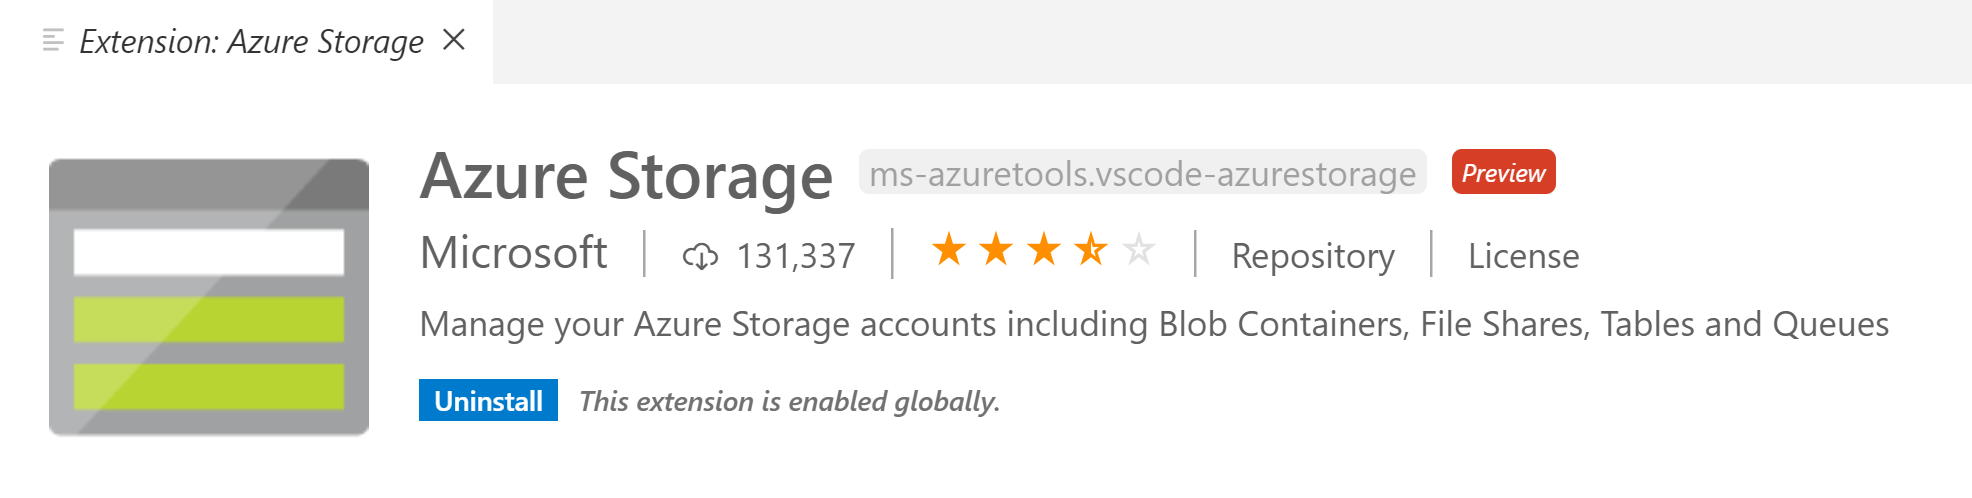 Extension: Azure Storage
Azure Storage ms-azuretools.vscode-azurestorage Preview
Microsoft 131,337 Repository License
Manage your Azure Storage accounts including Blob Containers, File Shares, Tables and Queues
Uninstall This extension is enabled globally.